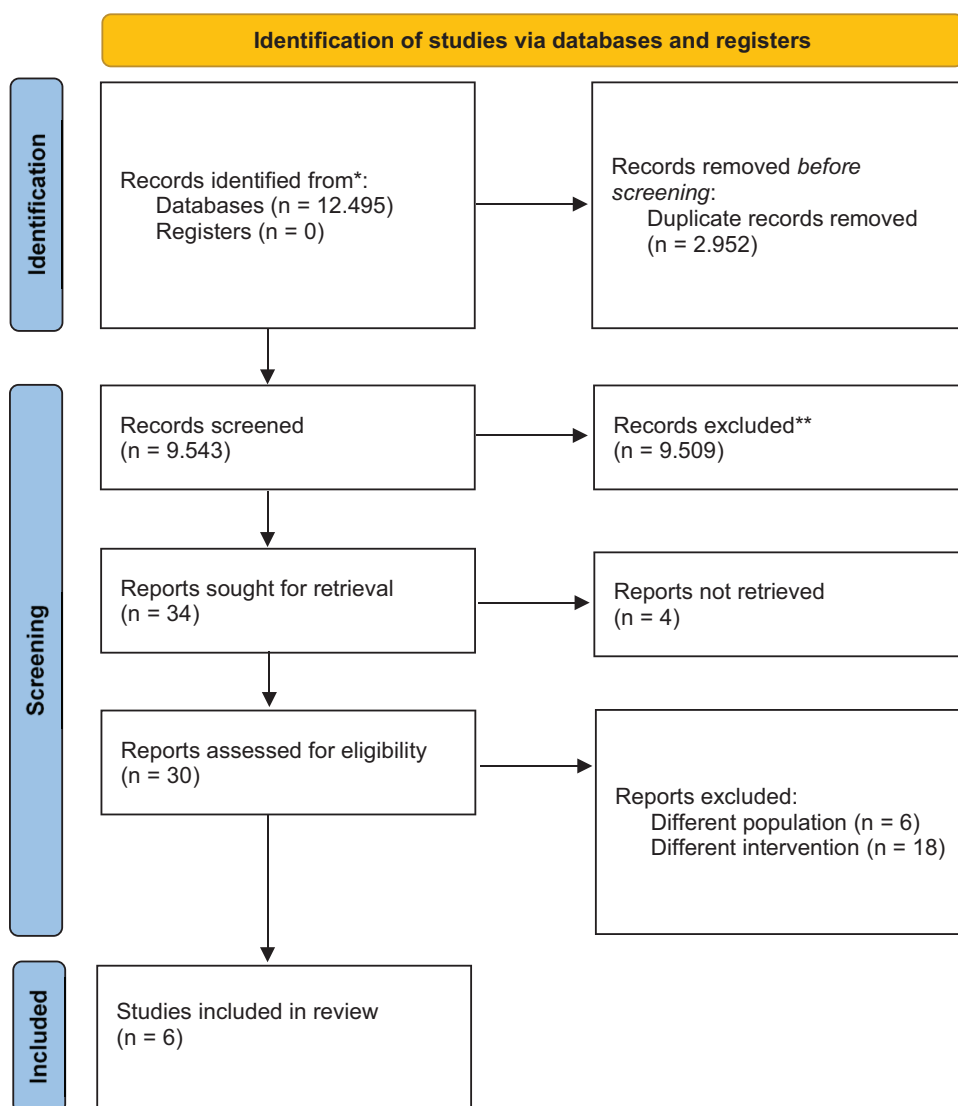 Identification of studies via databases and registers
Identification
Records identified from*:
Databases (n = 12.495)
Registers (n = 0)
Records removed before
screening:
Duplicate records removed
(n = 2.952)
Screening
Records screened
(n = 9.543)
Records excluded**
(n = 9.509)
Reports sought for retrieval
(n = 34)
Reports not retrieved
(n = 4)
Reports assessed for eligibility
(n = 30)
Reports excluded:
Different population (n = 6)
Different intervention (n = 18)
Included
Studies included in review
(n = 6)